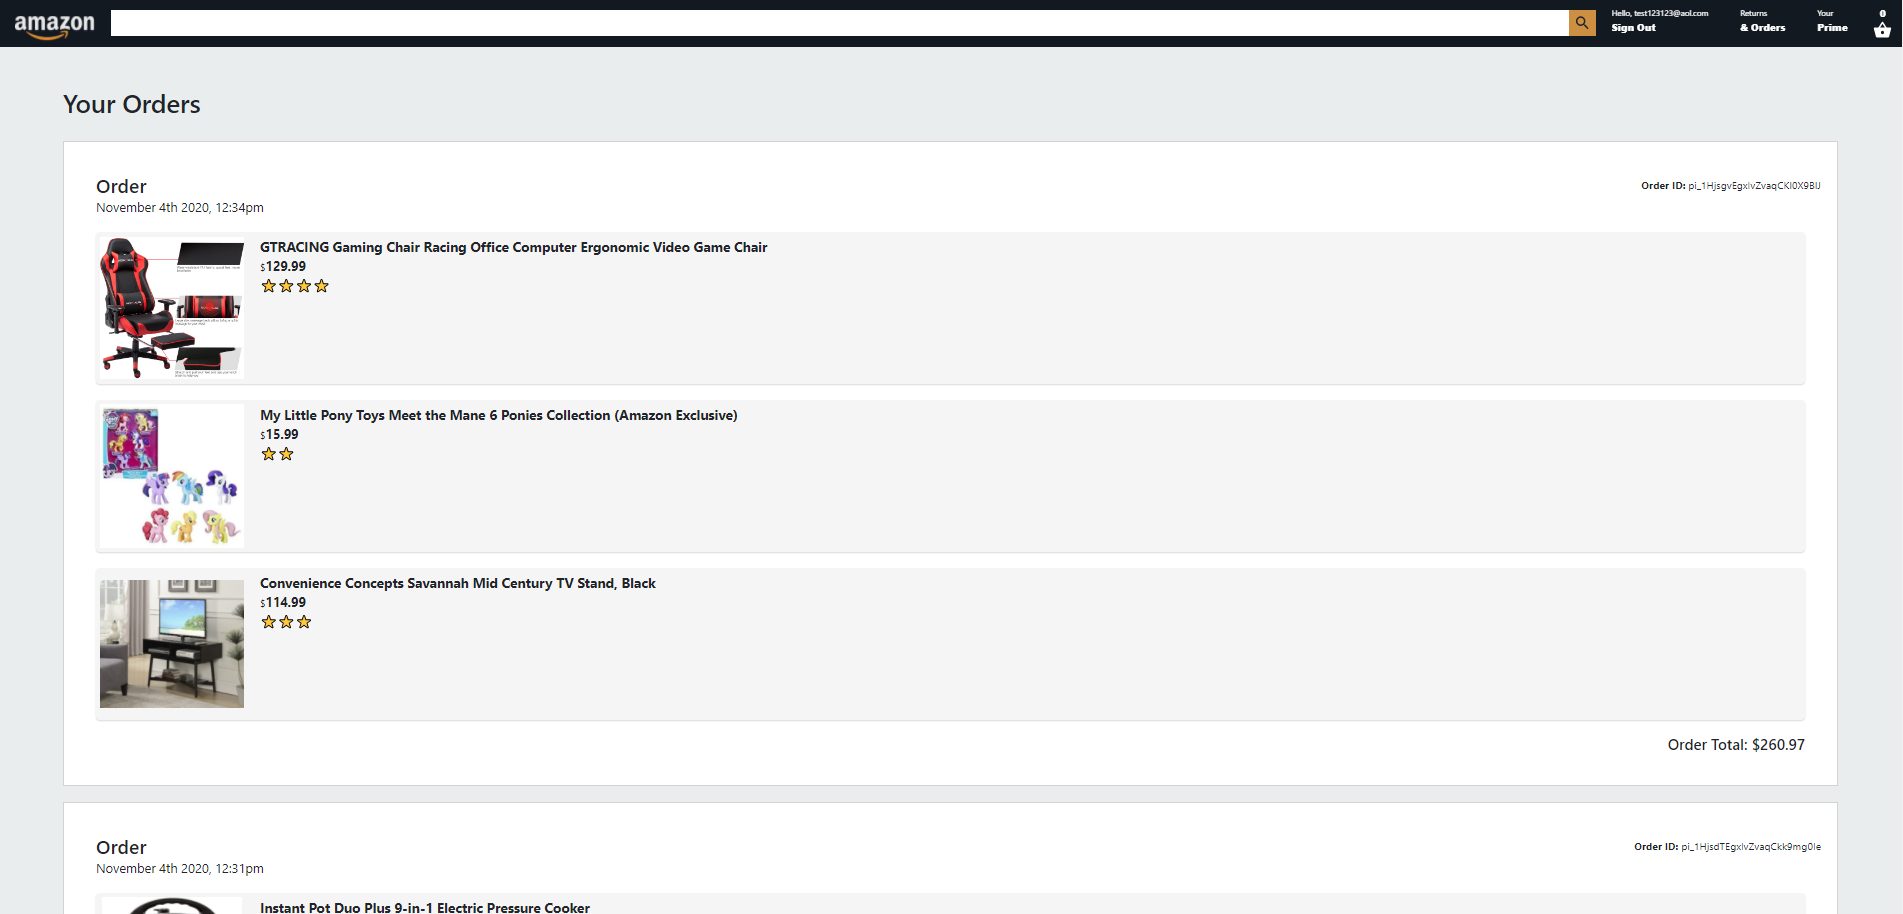 amazon
Hello, test123123@aol.com
Sign Out
Returns
& Orders
Your
Prime
0
Your Orders
Order
November 4th 2020, 12:34pm
Order ID: pi_1HjsgvEgxIvZvaqCKI0X9BlJ
GTRACING Gaming Chair Racing Office Computer Ergonomic Video Game Chair
$129.99
My Little Pony Toys Meet the Mane 6 Ponies Collection (Amazon Exclusive)
$15.99
Convenience Concepts Savannah Mid Century TV Stand, Black
$114.99
Order Total: $260.97
Order
November 4th 2020, 12:31pm
Order ID: pi_1HjsdTEgxIvZvaqCkk9mg0Ie
Instant Pot Duo Plus 9-in-1 Electric Pressure Cooker